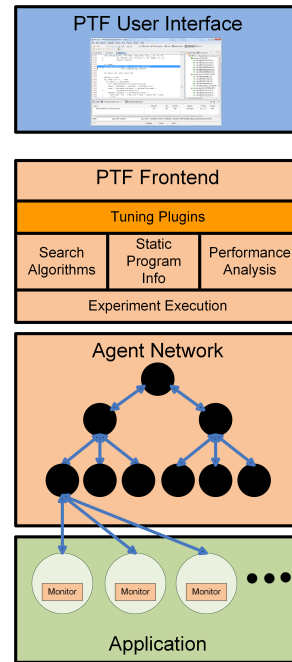 PTF User Interface
PTF Frontend
Tuning Plugins
Search
Algorithms
Static
Program
Info
Performance
Analysis
Experiment Execution
Agent Network
Monitor
Monitor
Monitor
Application